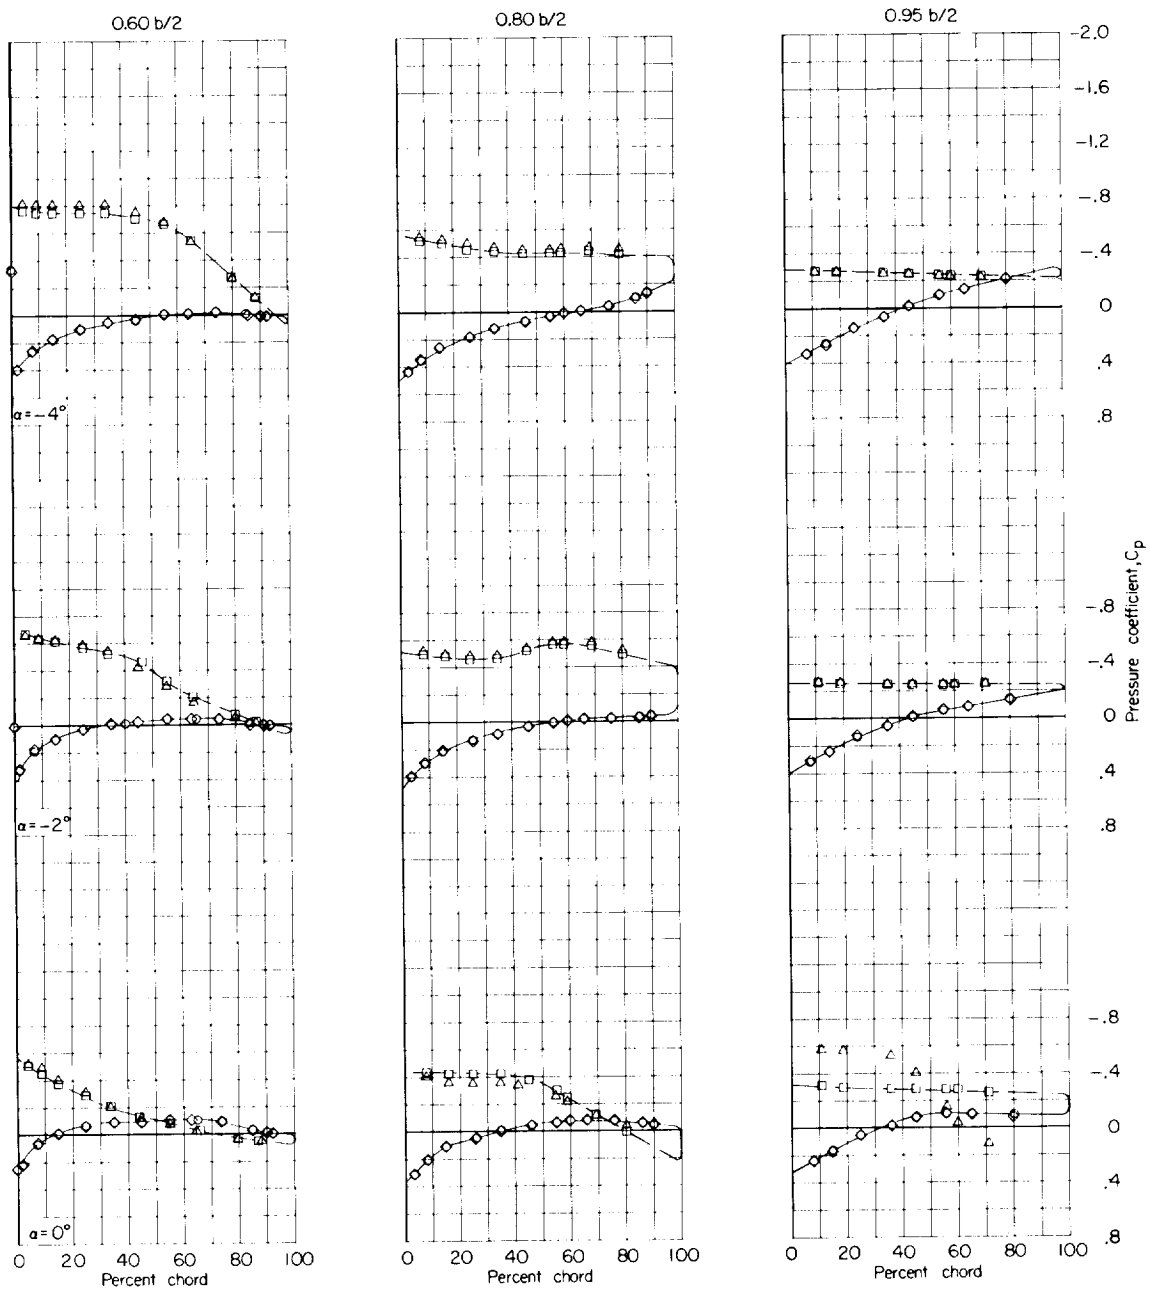 0.60 b/2
0.80 b/2
0.95 b/2
-2.0
-1.6
-1.2
-.8
-.4
0
.4
.8
α=-4°
Pressure coefficient, Cp
-.8
-.4
0
.4
.8
α=-2°
-.8
-.4
0
.4
.8
α=0°
0 20 40 60 80 100
Percent chord
0 20 40 60 80 100
Percent chord
0 20 40 60 80 100
Percent chord